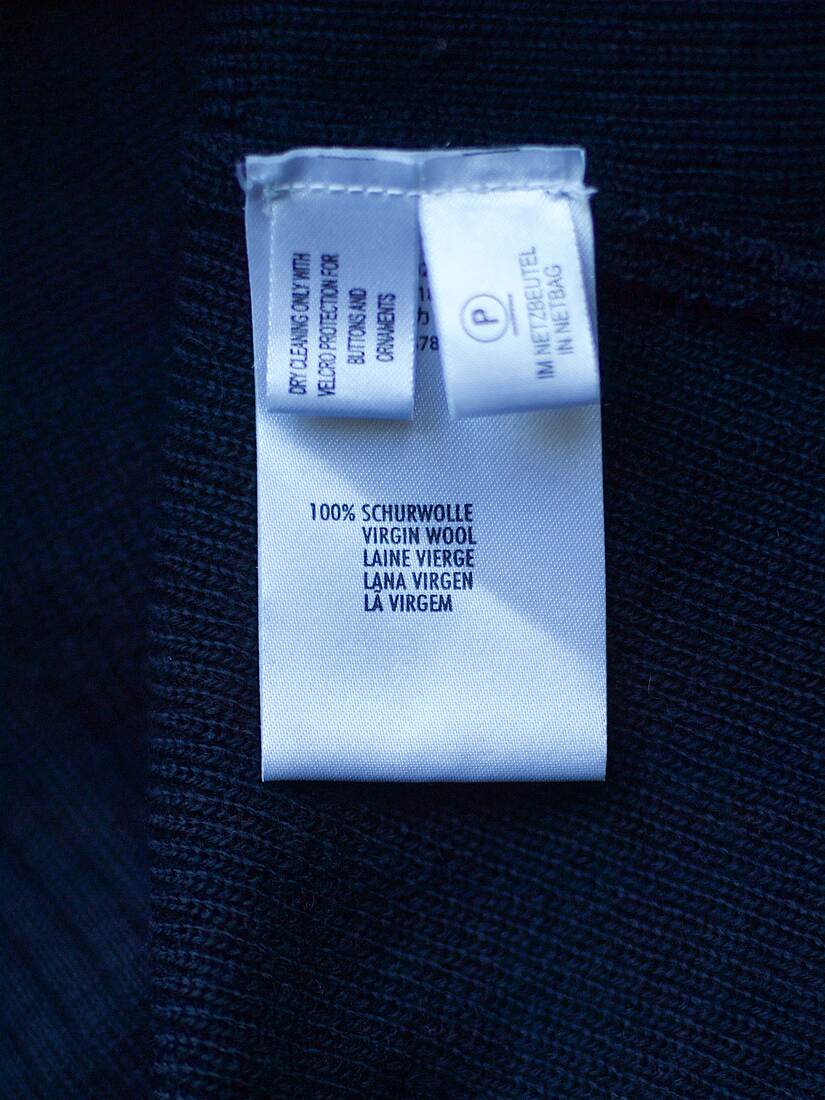 DRY CLEANING ONLY WITH
VELCRO PROTECTION FOR
BUTTONS AND
ORNAMENTS
P
IM NETZBEUTEL
IN NETBAG
100% SCHURWOLLE
VIRGIN WOOL
LAINE VIERGE
LANA VIRGEN
LÃ VIRGEM